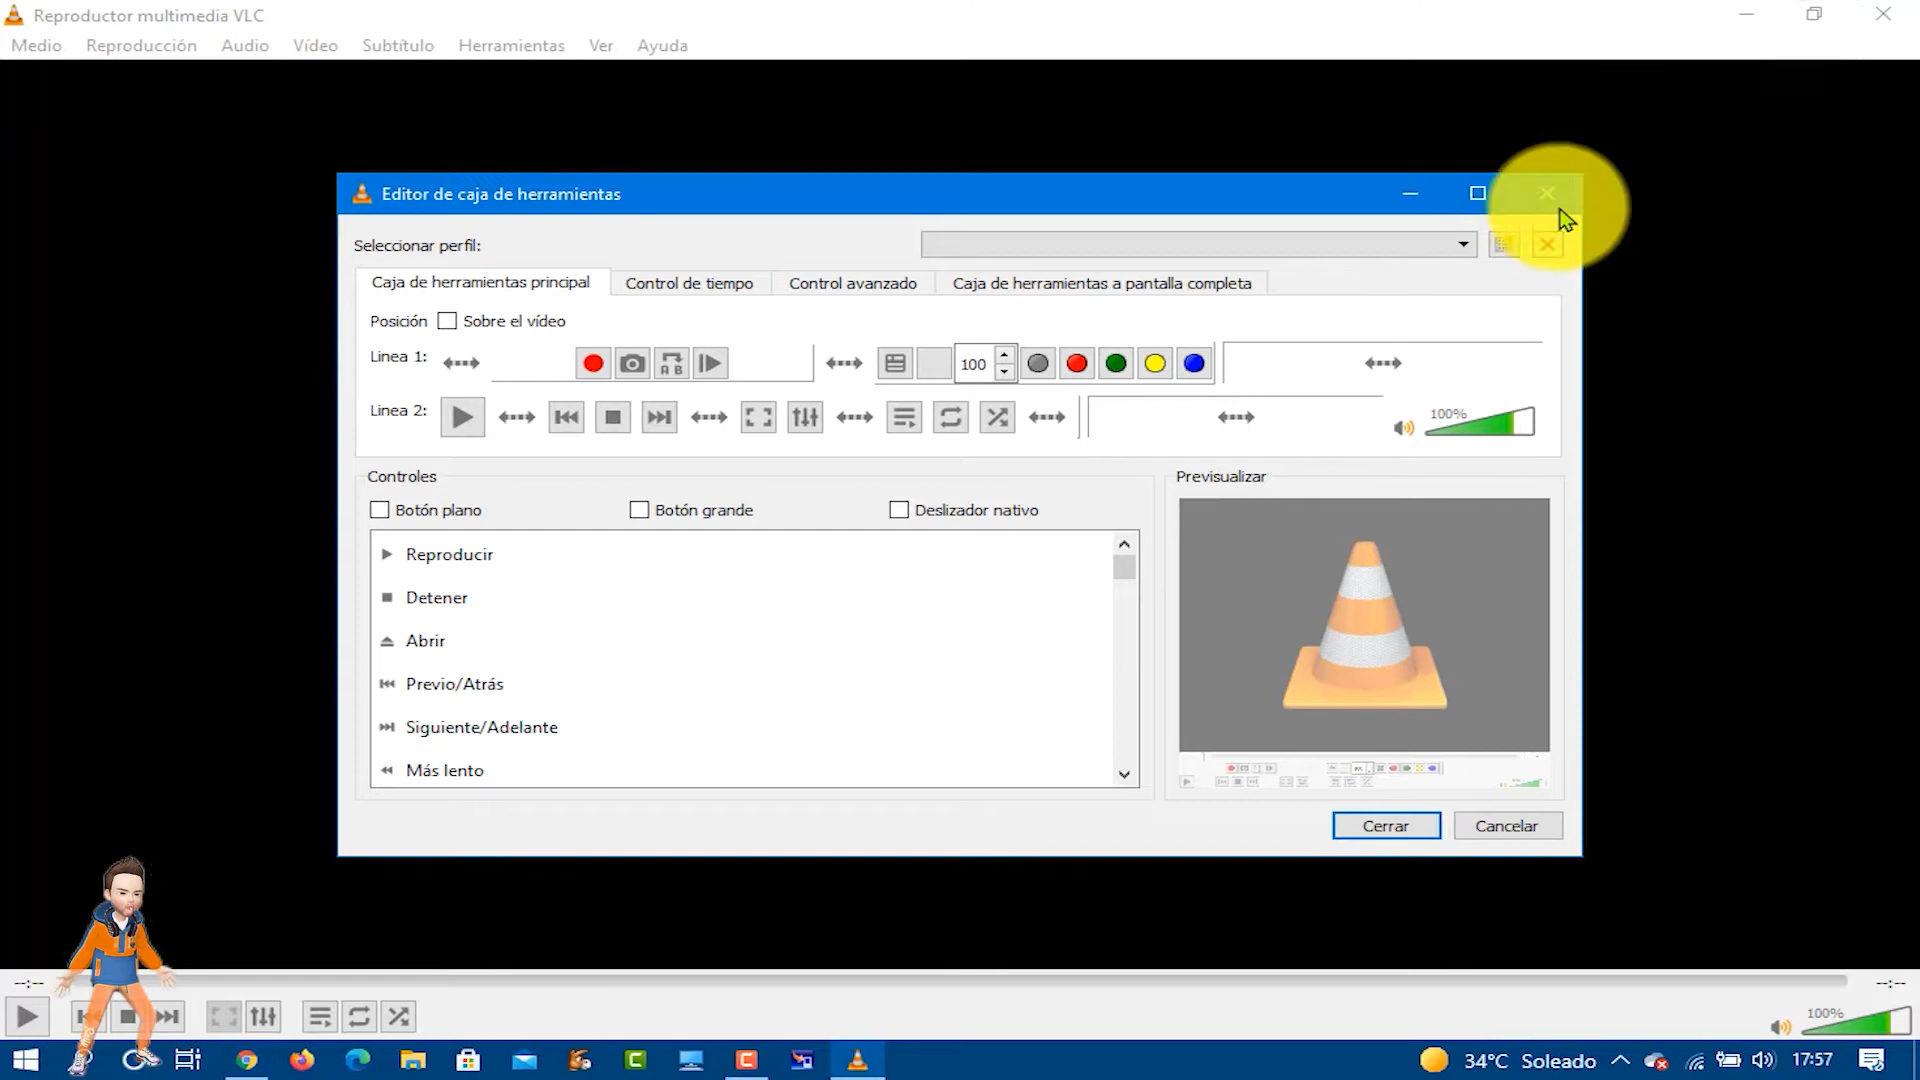 Reproductor multimedia VLC
Medio Reproducción Audio Vídeo Subtítulo Herramientas Ver Ayuda
Editor de caja de herramientas
Seleccionar perfil:
Caja de herramientas principal Control de tiempo Control avanzado Caja de herramientas a pantalla completa
Posición Sobre el vídeo
Linea 1: A B 100
Linea 2: 100%
Controles Previsualizar
Botón plano Botón grande Deslizador nativo
Reproducir
Detener
Abrir
Previo/Atrás
Siguiente/Adelante
Más lento
Cerrar Cancelar
--:-- --:--
100%
34°C Soleado 17:57